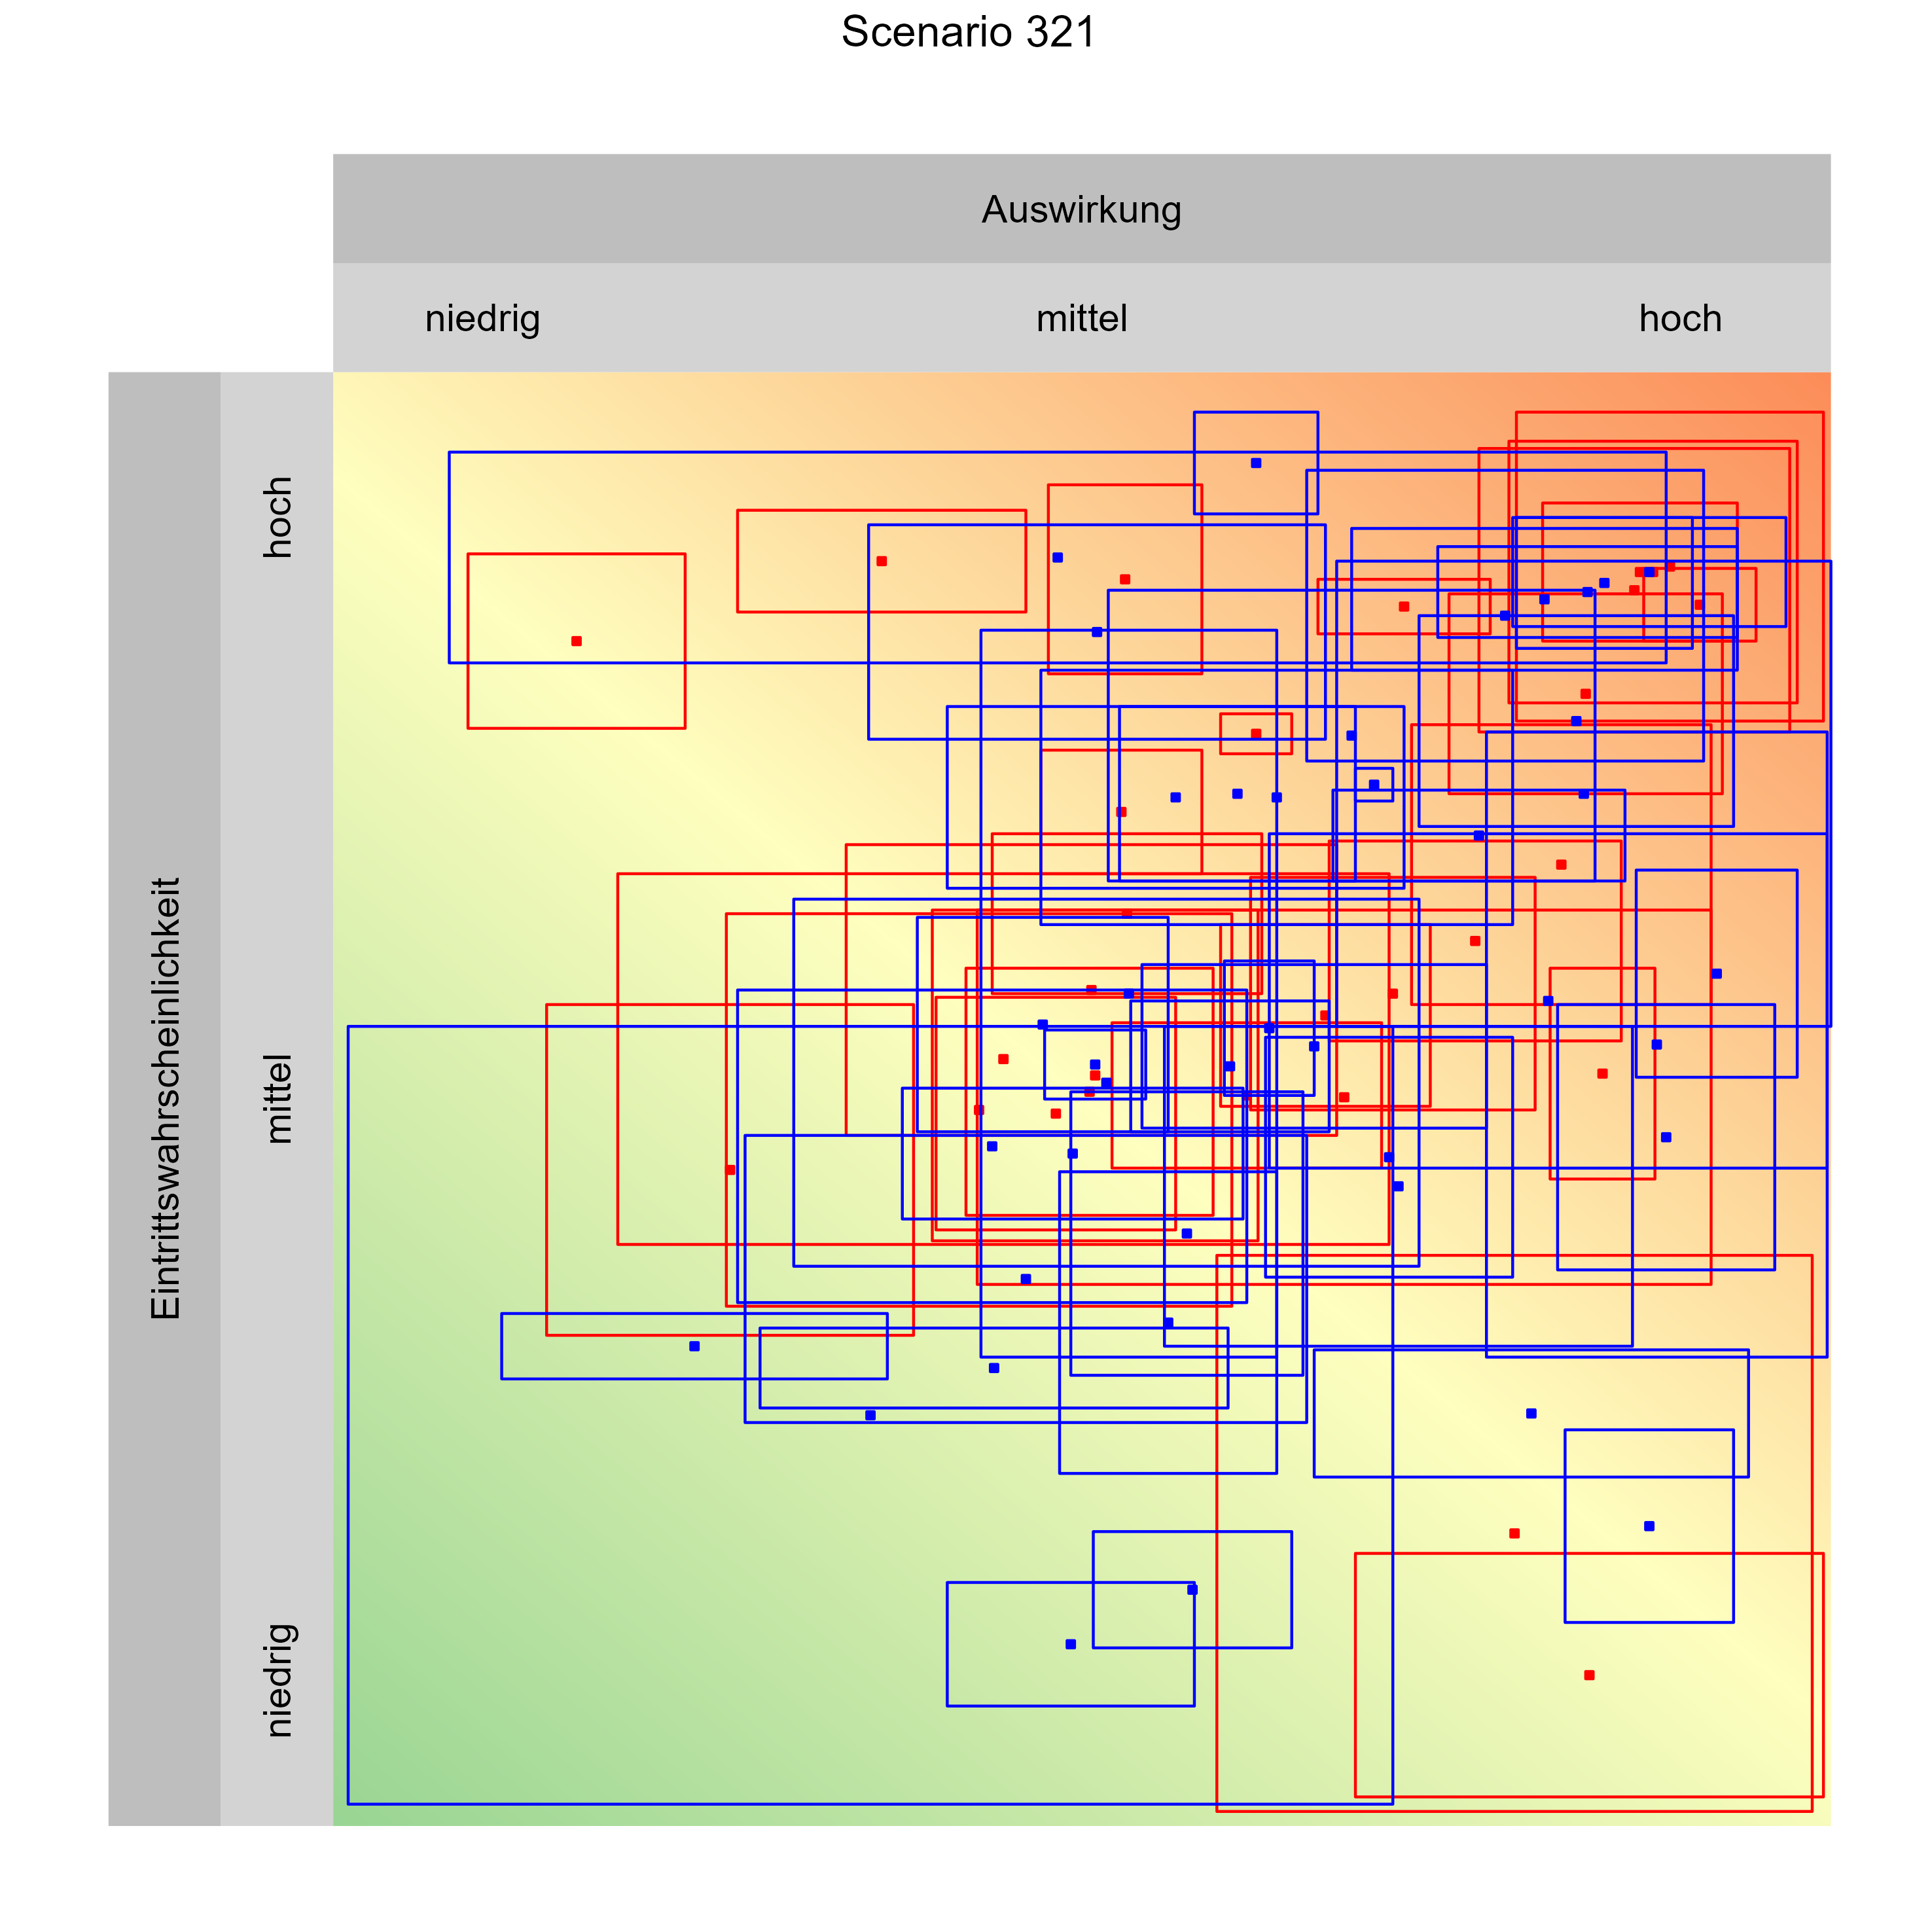 Scenario 321
Auswirkung
niedrig mittel hoch
Eintrittswahrscheinlichkeit
hoch
mittel
niedrig